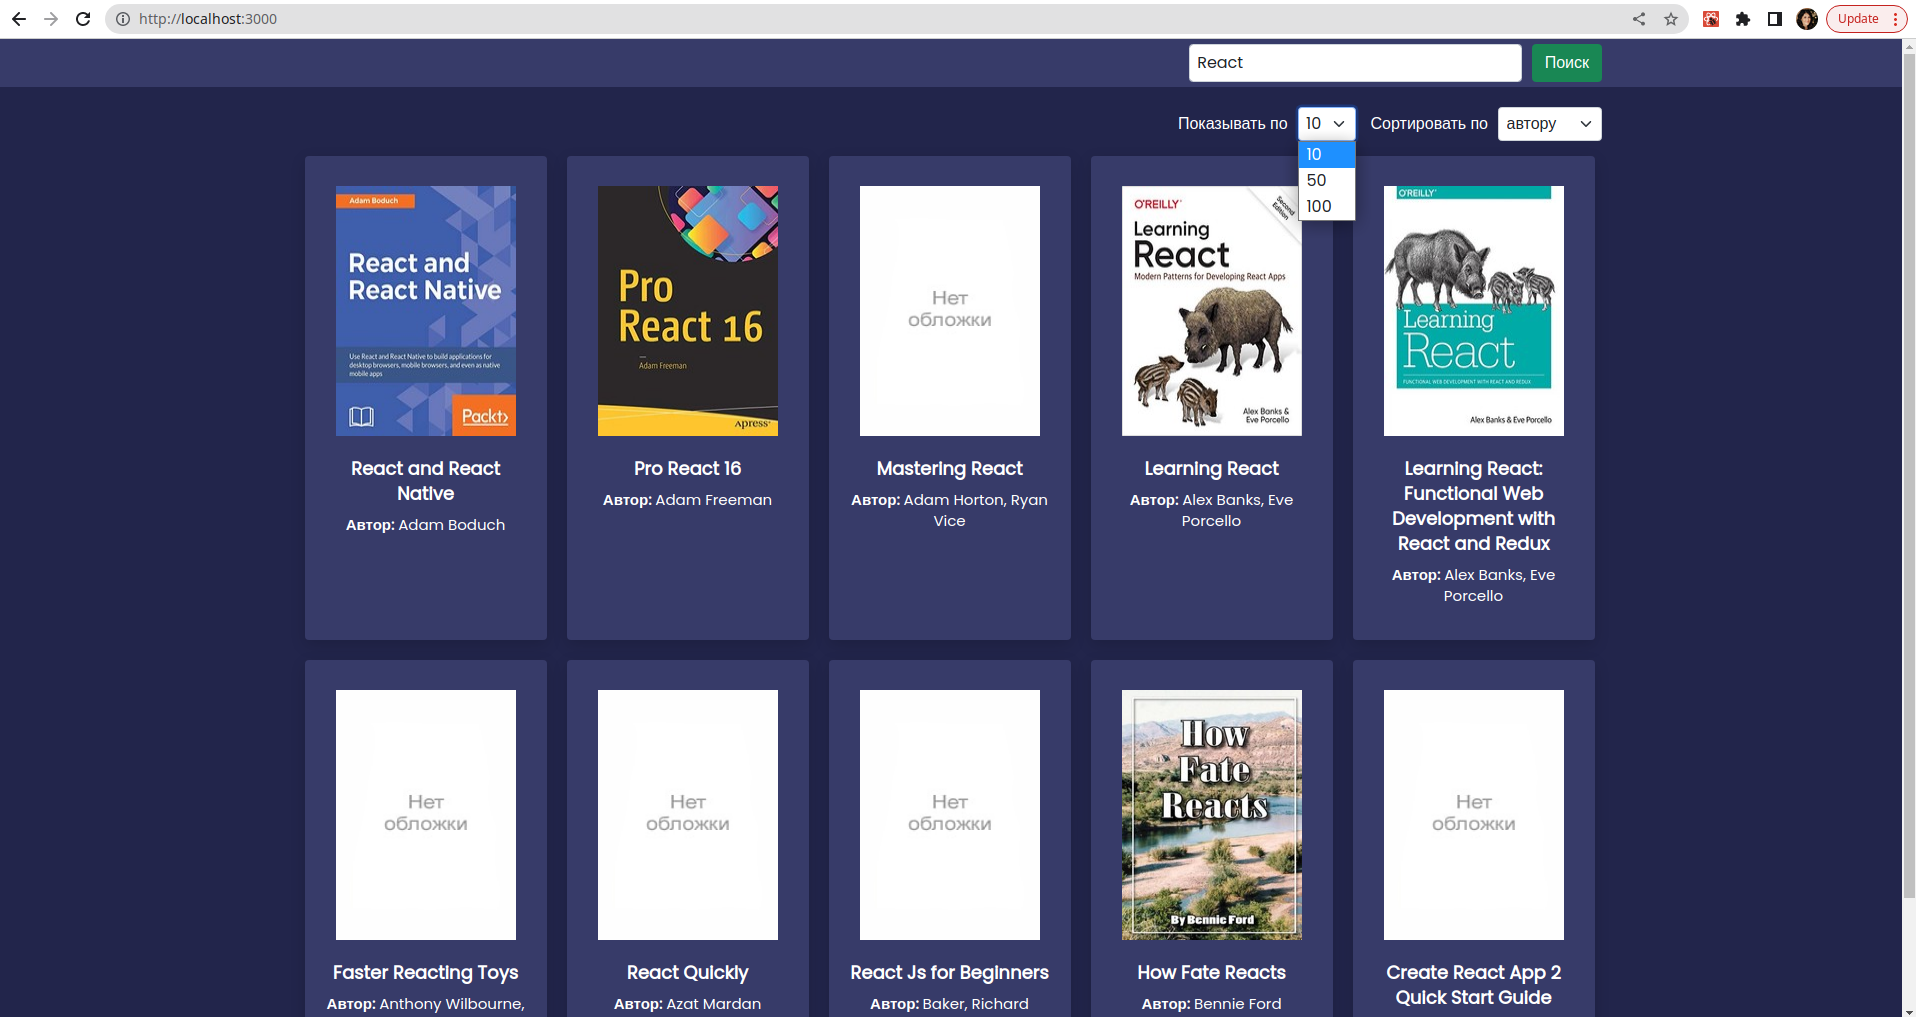 http://localhost:3000
Update
React
Поиск
Показывать по
10
Сортировать по
автору
10
50
100
Adam Boduch
React and
React Native
Use React and React Native to build applications for
desktop browsers, mobile browsers, and even as native
mobile apps
Packt>
React and React
Native
Автор: Adam Boduch
Pro
React 16
Adam Freeman
Apress®
Pro React 16
Автор: Adam Freeman
Нет
обложки
Mastering React
Автор: Adam Horton, Ryan
Vice
O'REILLY®
Second
Edition
Learning
React
Modern Patterns for Developing React Apps
Alex Banks &
Eve Porcello
Learning React
Автор: Alex Banks, Eve
Porcello
O'REILLY®
Learning
React
FUNCTIONAL WEB DEVELOPMENT WITH REACT AND REDUX
Alex Banks & Eve Porcello
Learning React:
Functional Web
Development with
React and Redux
Автор: Alex Banks, Eve
Porcello
Нет
обложки
Faster Reacting Toys
Автор: Anthony Wilbourne,
Нет
обложки
React Quickly
Автор: Azat Mardan
Нет
обложки
React Js for Beginners
Автор: Baker, Richard
How
Fate
Reacts
By Bennie Ford
How Fate Reacts
Автор: Bennie Ford
Нет
обложки
Create React App 2
Quick Start Guide